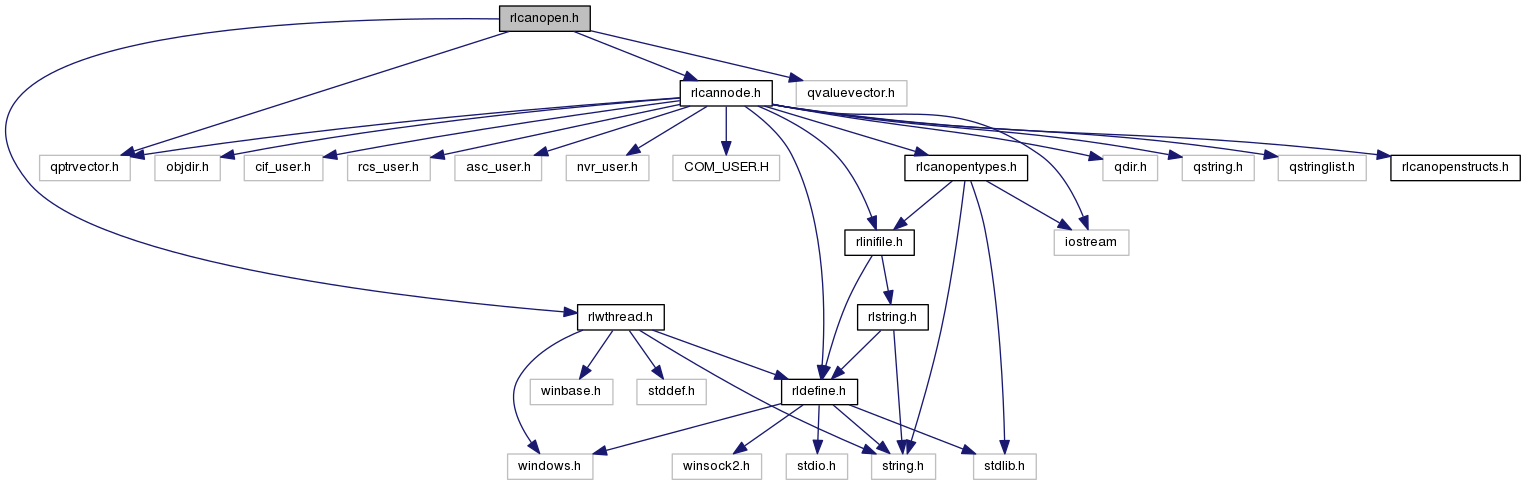 rlcanopen.h
rlcannode.h
qvaluevector.h
qptrvector.h
objdir.h
cif_user.h
rcs_user.h
asc_user.h
nvr_user.h
COM_USER.H
rlcanopentypes.h
qdir.h
qstring.h
qstringlist.h
rlcanopenstructs.h
rlinifile.h
iostream
rlwthread.h
rlstring.h
winbase.h
stddef.h
rldefine.h
windows.h
winsock2.h
stdio.h
string.h
stdlib.h